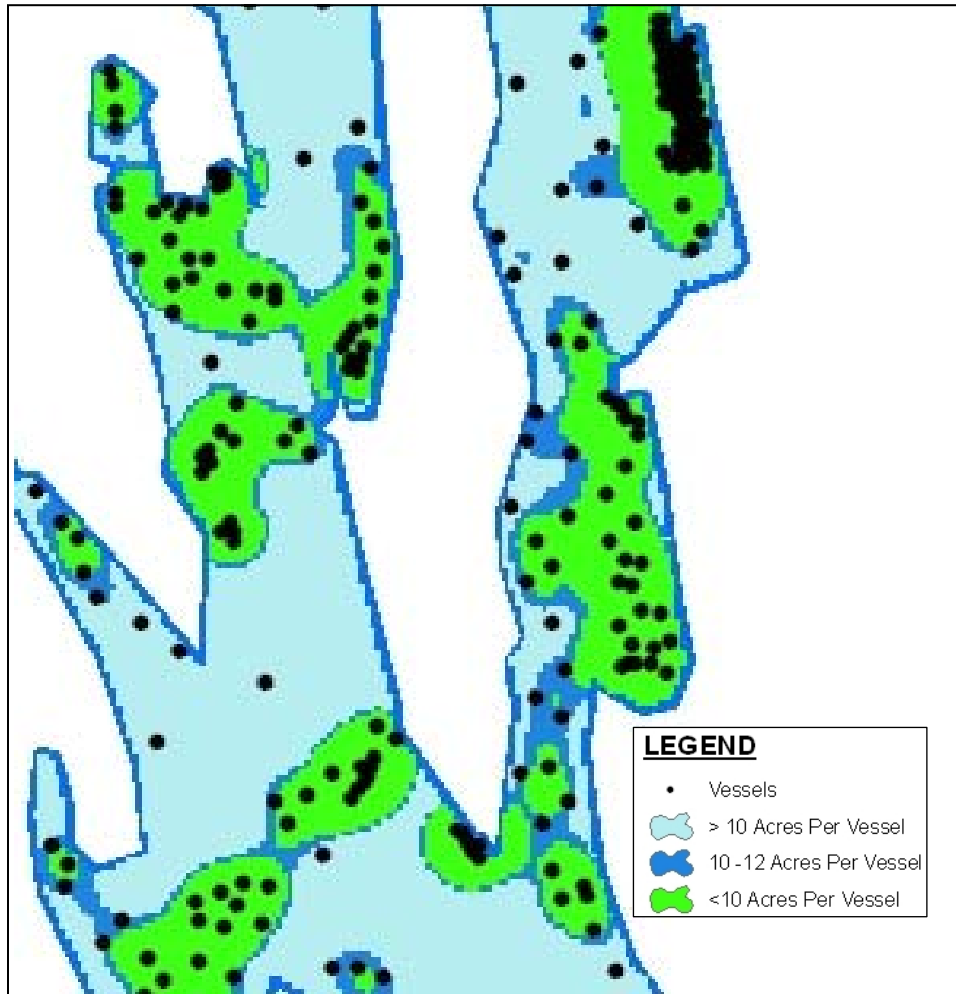 LEGEND
Vessels
> 10 Acres Per Vessel
10 -12 Acres Per Vessel
<10 Acres Per Vessel